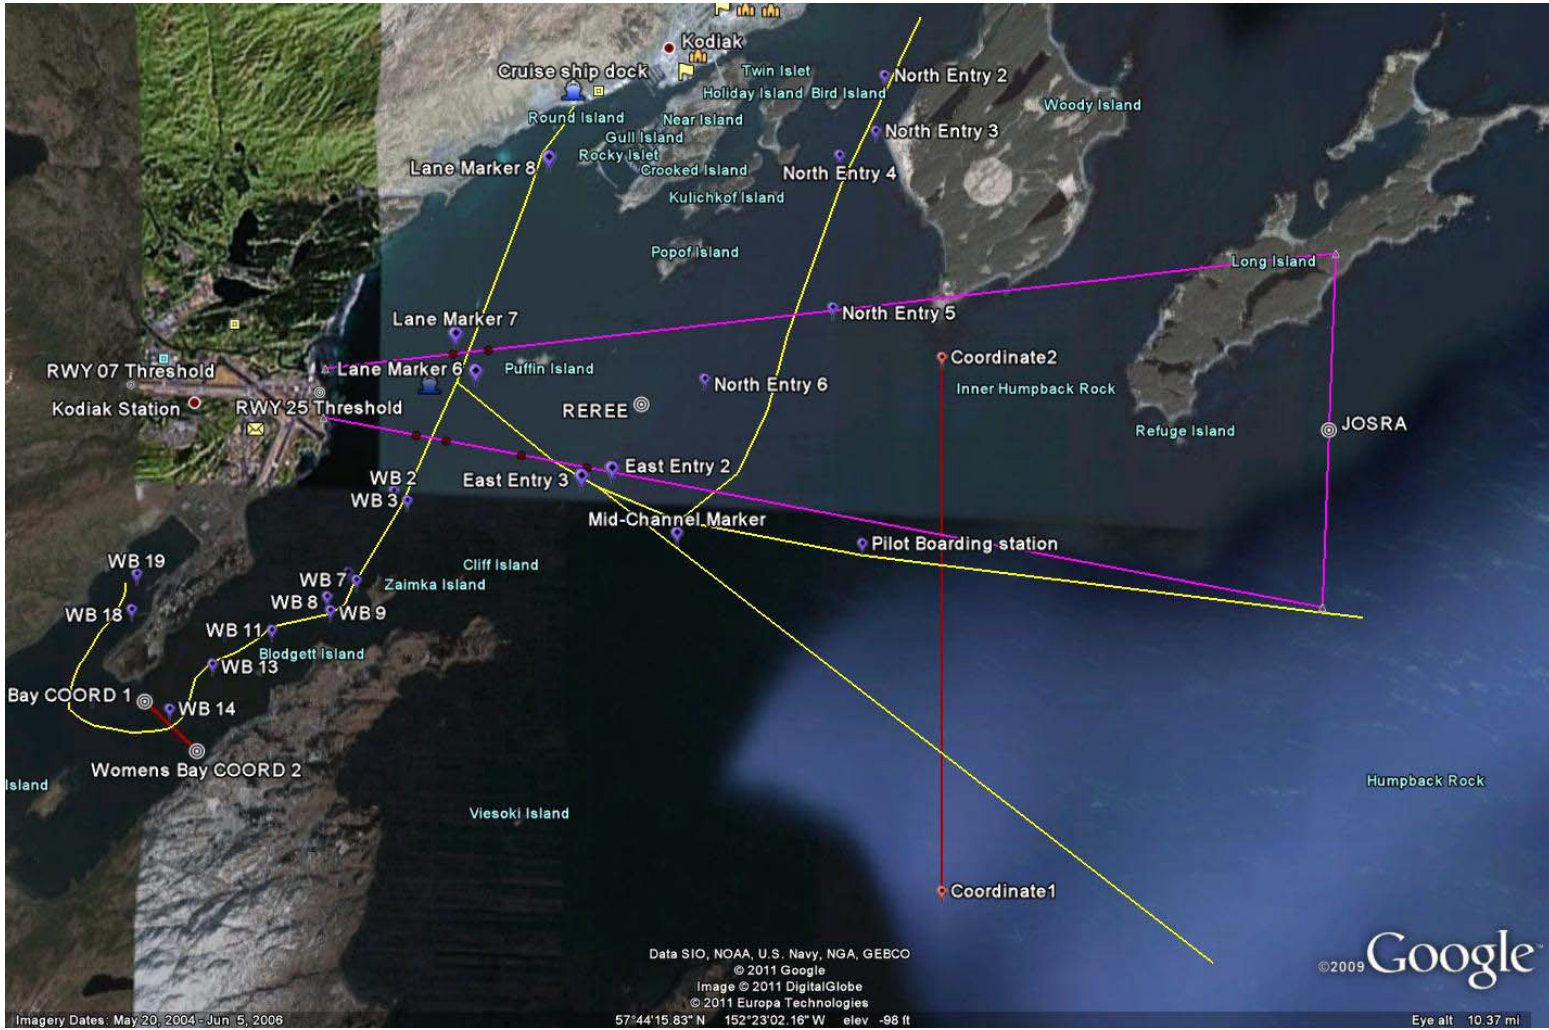 Kodiak
Cruise ship dock
Twin Islet
North Entry 2
Holiday Island
Bird Island
Woody Island
Round Island
Near Island
Gull Island
North Entry 3
Rocky Islet
Lane Marker 8
Crooked Island
North Entry 4
Kulichkof Island
Popof Island
Long Island
Lane Marker 7
North Entry 5
Coordinate2
RWY 07 Threshold
Lane Marker 6
Puffin Island
North Entry 6
Inner Humpback Rock
Kodiak Station
RWY 25 Threshold
REREE
JOSRA
Refuge Island
East Entry 2
WB 2
East Entry 3
WB 3
Mid-Channel Marker
Pilot Boarding station
WB 19
Cliff Island
WB 7
Zaimka Island
WB 8
WB 18
WB 9
WB 11
Blodgett Island
WB 13
Bay COORD 1
WB 14
Womens Bay COORD 2
Island
Humpback Rock
Viesoki Island
Coordinate1
Data SIO, NOAA, U.S. Navy, NGA, GEBCO
© 2011 Google
Image © 2011 DigitalGlobe
© 2011 Europa Technologies
©2009 Google™
Imagery Dates: May 20, 2004 - Jun 5, 2006
57°44'15.83" N 152°23'02.16" W elev -98 ft
Eye alt 10.37 mi